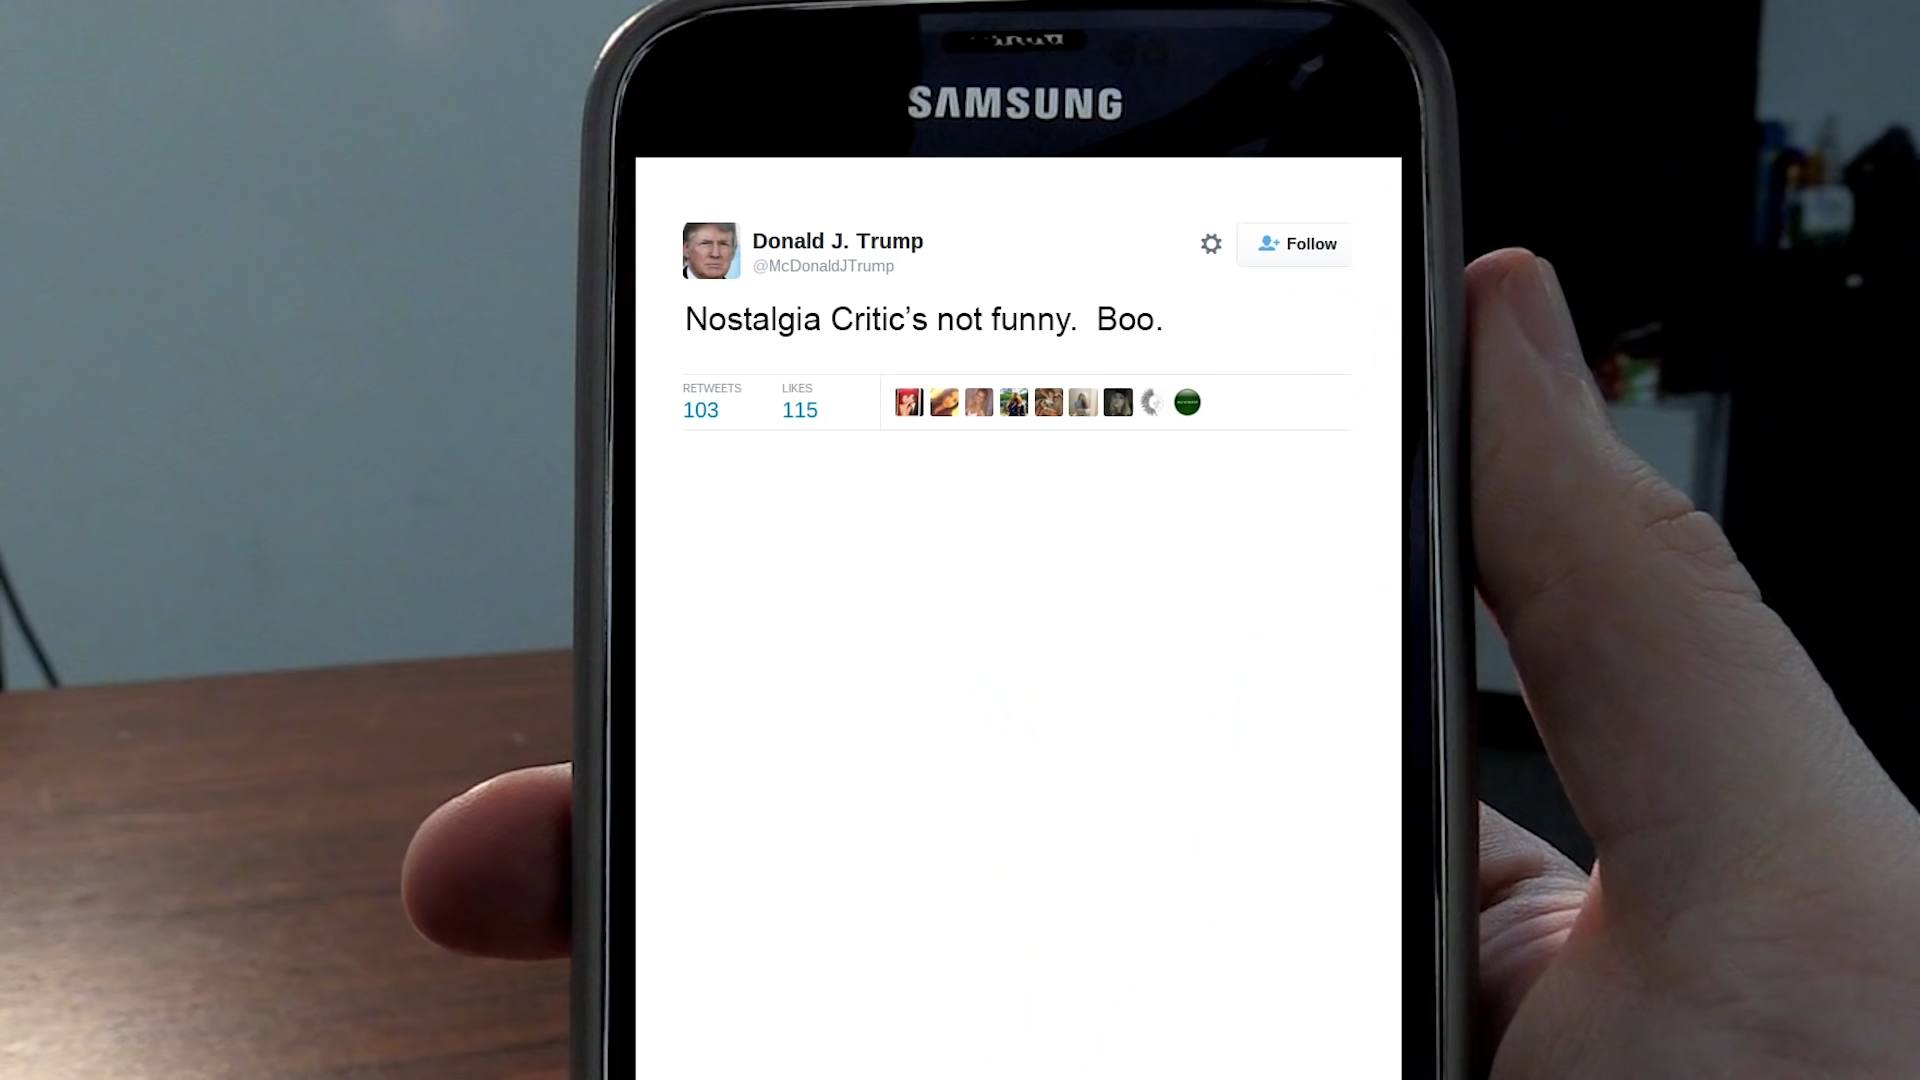 SAMSUNG
Donald J. Trump
@McDonaldJTrump
Follow
Nostalgia Critic's not funny.  Boo.
RETWEETS
103
LIKES
115